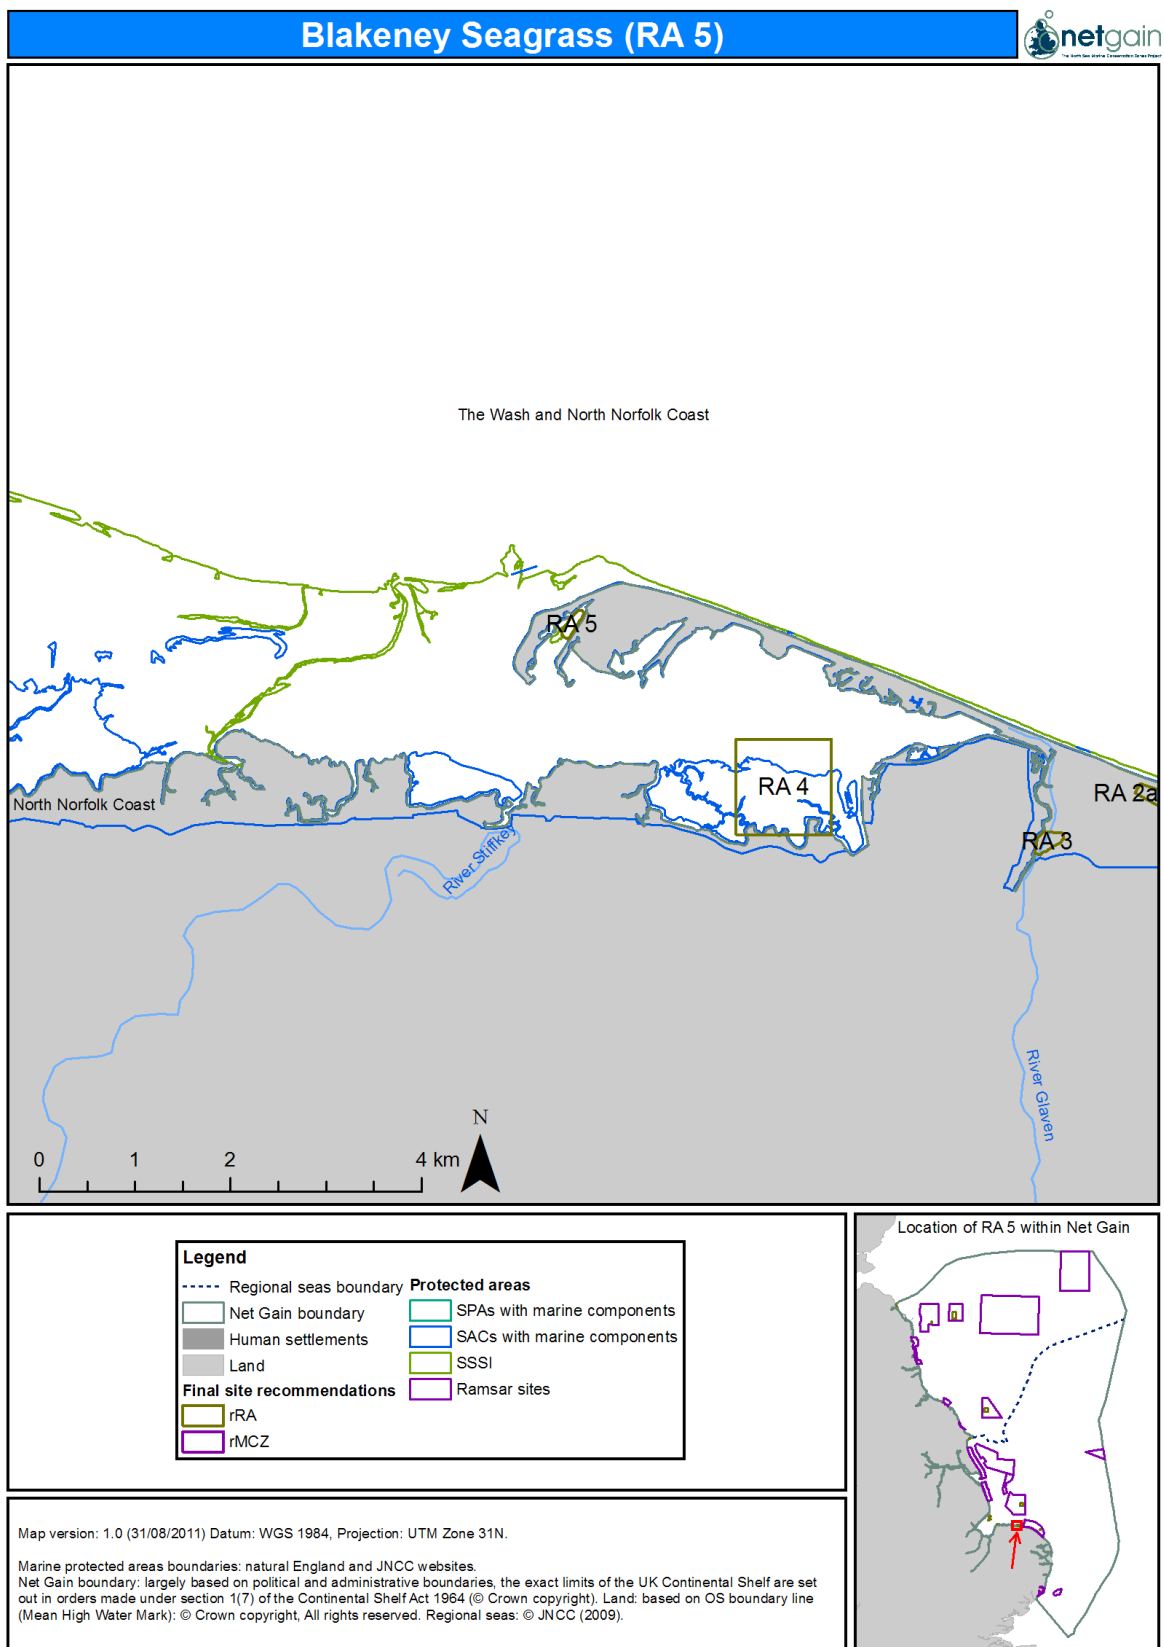 Blakeney Seagrass (RA 5)
netgain
The North Sea Marine Conservation Zones Project
The Wash and North Norfolk Coast
RA 5
RA 4
RA 2a
North Norfolk Coast
RA 3
River Stiffkey
River Glaven
N
0 1 2 4 km
Legend
Regional seas boundary
Net Gain boundary
Human settlements
Land
Final site recommendations
rRA
rMCZ
Protected areas
SPAs with marine components
SACs with marine components
SSSI
Ramsar sites
Location of RA 5 within Net Gain
Map version: 1.0 (31/08/2011) Datum: WGS 1984, Projection: UTM Zone 31N.
Marine protected areas boundaries: natural England and JNCC websites.
Net Gain boundary: largely based on political and administrative boundaries, the exact limits of the UK Continental Shelf are set
out in orders made under section 1(7) of the Continental Shelf Act 1964 (© Crown copyright). Land: based on OS boundary line
(Mean High Water Mark): © Crown copyright, All rights reserved. Regional seas: © JNCC (2009).